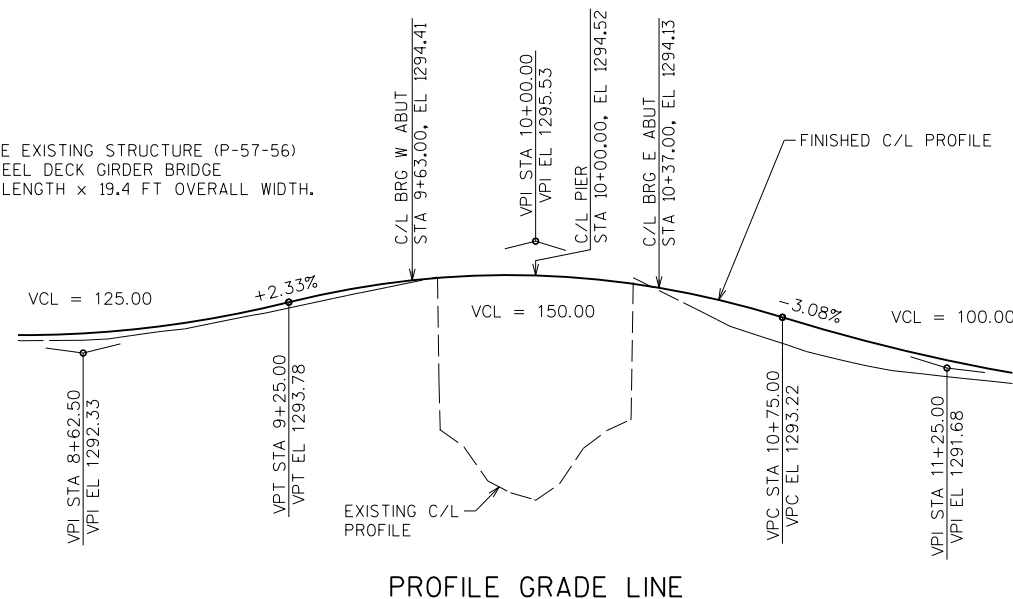 E EXISTING STRUCTURE (P-57-56)
EEL DECK GIRDER BRIDGE
LENGTH x 19.4 FT OVERALL WIDTH.
C/L BRG W ABUT
STA 9+63.00, EL 1294.41
VPI STA 10+00.00
VPI EL 1295.53
C/L PIER
STA 10+00.00, EL 1294.52
C/L BRG E ABUT
STA 10+37.00, EL 1294.13
FINISHED C/L PROFILE
VCL = 125.00
+2.33%
VCL = 150.00
-3.08%
VCL = 100.00
VPI STA 8+62.50
VPI EL 1292.33
VPT STA 9+25.00
VPT EL 1293.78
EXISTING C/L
PROFILE
VPC STA 10+75.00
VPC EL 1293.22
VPI STA 11+25.00
VPI EL 1291.68
PROFILE GRADE LINE